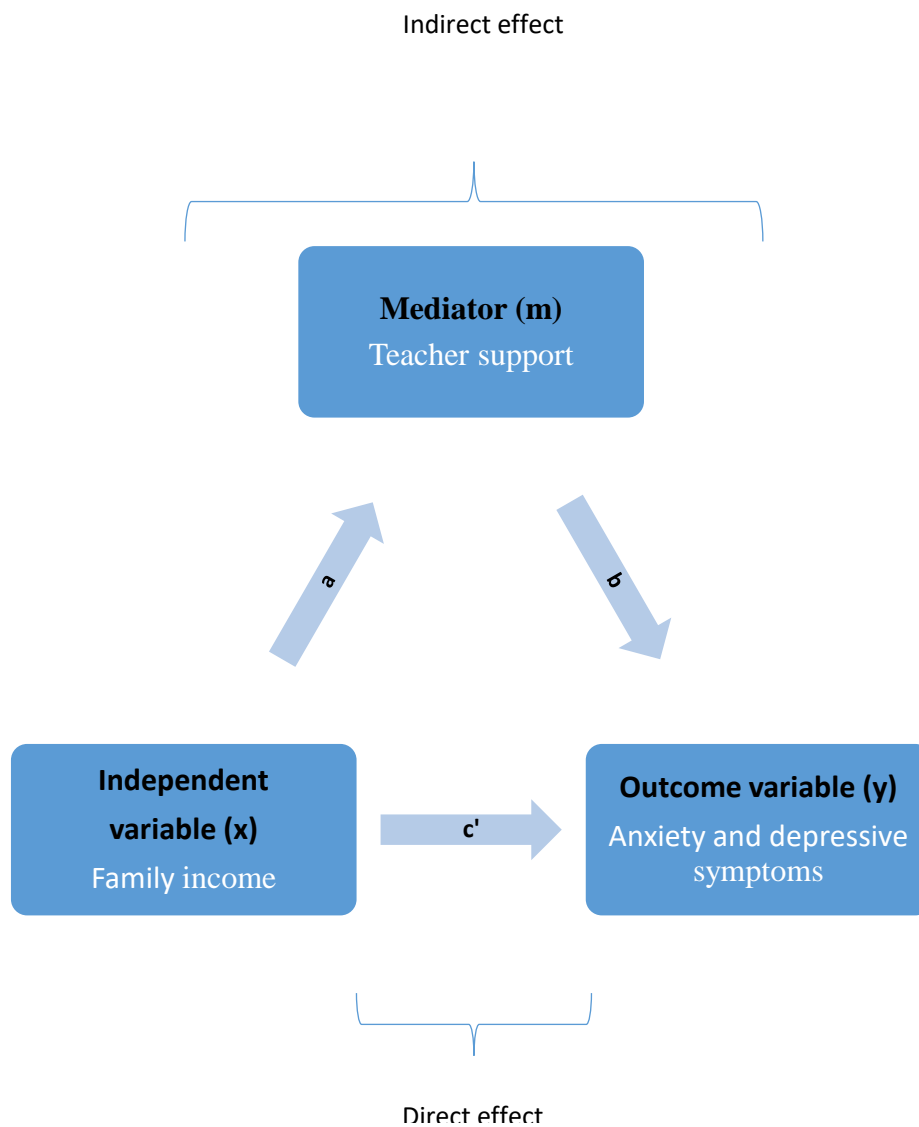 Indirect effect
Mediator (m)
Teacher support
a
b
Independent
variable (x)
Family income
c'
Outcome variable (y)
Anxiety and depressive
symptoms
Direct effect